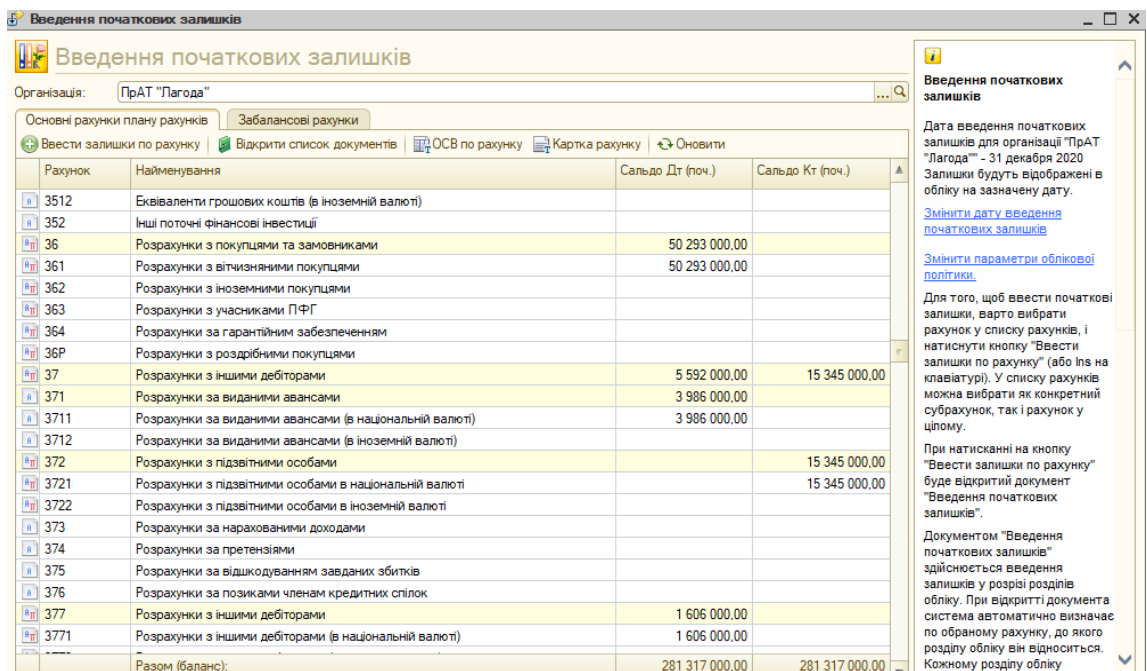 Введення початкових залишків
Введення початкових залишків
Організація: ПрАТ "Лагода" ...
Основні рахунки плану рахунків Забалансові рахунки
Ввести залишки по рахунку Відкрити список документів ОСВ по рахунку Картка рахунку Оновити
Рахунок Найменування Сальдо Дт (поч.) Сальдо Кт (поч.)
3512 Еквіваленти грошових коштів (в іноземній валюті)
352 Інші поточні фінансові інвестиції
36 Розрахунки з покупцями та замовниками 50 293 000,00
361 Розрахунки з вітчизняними покупцями 50 293 000,00
362 Розрахунки з іноземними покупцями
363 Розрахунки з учасниками ПФГ
364 Розрахунки за гарантійним забезпеченням
36Р Розрахунки з роздрібними покупцями
37 Розрахунки з іншими дебіторами 5 592 000,00 15 345 000,00
371 Розрахунки за виданими авансами 3 986 000,00
3711 Розрахунки за виданими авансами (в національній валюті) 3 986 000,00
3712 Розрахунки за виданими авансами (в іноземній валюті)
372 Розрахунки з підзвітними особами 15 345 000,00
3721 Розрахунки з підзвітними особами в національній валюті 15 345 000,00
3722 Розрахунки з підзвітними особами в іноземній валюті
373 Розрахунки за нарахованими доходами
374 Розрахунки за претензіями
375 Розрахунки за відшкодуванням завданих збитків
376 Розрахунки за позиками членам кредитних спілок
377 Розрахунки з іншими дебіторами 1 606 000,00
3771 Розрахунки з іншими дебіторами (в національній валюті) 1 606 000,00
Разом (баланс): 281 317 000,00 281 317 000,00
Введення початкових
залишків
Дата введення початкових
залишків для організації "ПрАТ
"Лагода"" - 31 декабря 2020
Залишки будуть відображені в
обліку на зазначену дату.
Змінити дату введення
початкових залишків
Змінити параметри облікової
політики.
Для того, щоб ввести початкові
залишки, варто вибрати
рахунок у списку рахунків, і
натиснути кнопку "Ввести
залишки по рахунку" (або Ins на
клавіатурі). У списку рахунків
можна вибрати як конкретний
субрахунок, так і рахунок у
цілому.
При натисканні на кнопку
"Ввести залишки по рахунку"
буде відкритий документ
"Введення початкових
залишків".
Документом "Введення
початкових залишків"
здійснюється введення
залишків у розрізі розділів
обліку. При відкритті документа
система автоматично визначає
по обраному рахунку, до якого
розділу обліку він відноситься.
Кожному розділу обліку